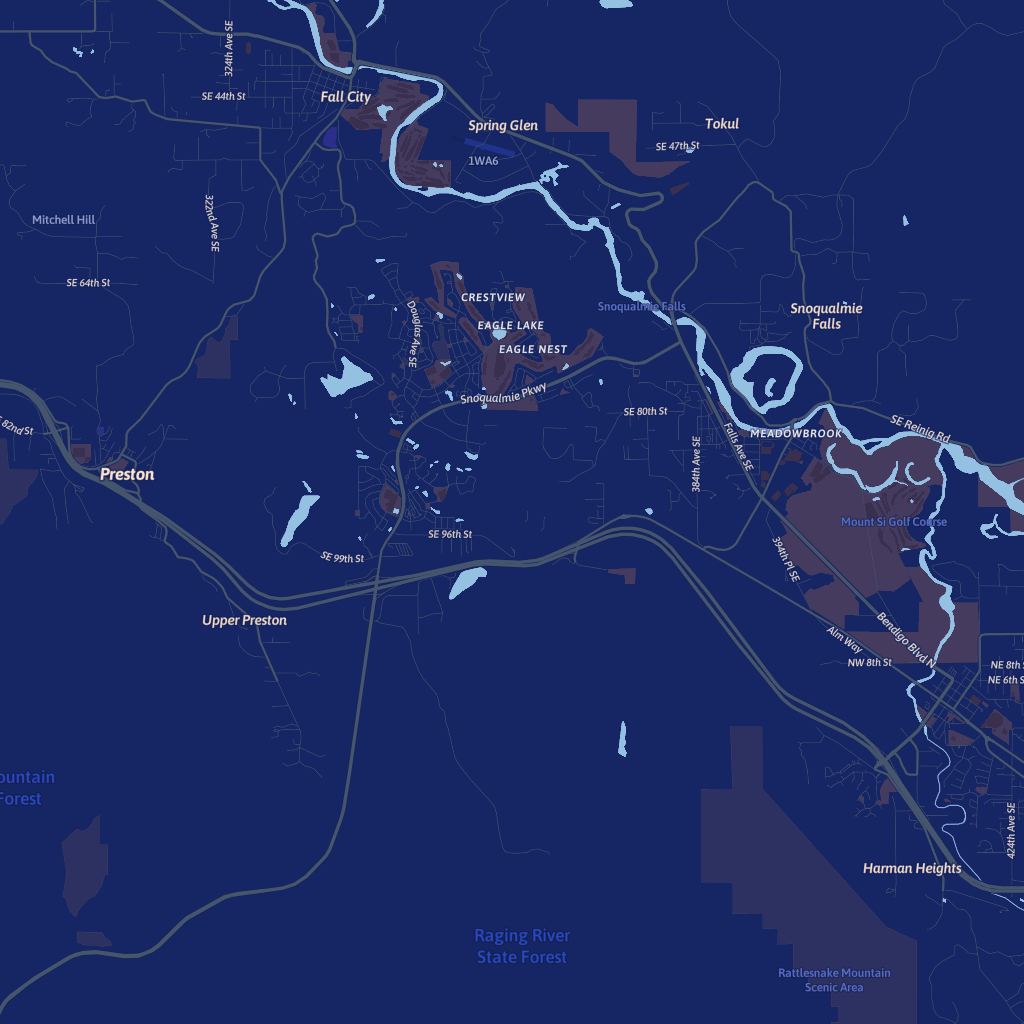 324th Ave SE
SE 44th St
Fall City
Spring Glen
1WA6
Tokul
SE 47th St
322nd Ave SE
Mitchell Hill
SE 64th St
CRESTVIEW
EAGLE LAKE
EAGLE NEST
Douglas Ave SE
Snoqualmie Falls
Snoqualmie
Falls
Snoqualmie Pkwy
SE 80th St
384th Ave SE
Falls Ave SE
MEADOWBROOK
SE Reinig Rd
82nd St
Preston
SE 96th St
SE 99th St
Mount Si Golf Course
394th Pl SE
Upper Preston
Alm Way
Bendigo Blvd N
NW 8th St
NE 8th S
NE 6th S
ountain
Forest
424th Ave SE
Harman Heights
Raging River
State Forest
Rattlesnake Mountain
Scenic Area